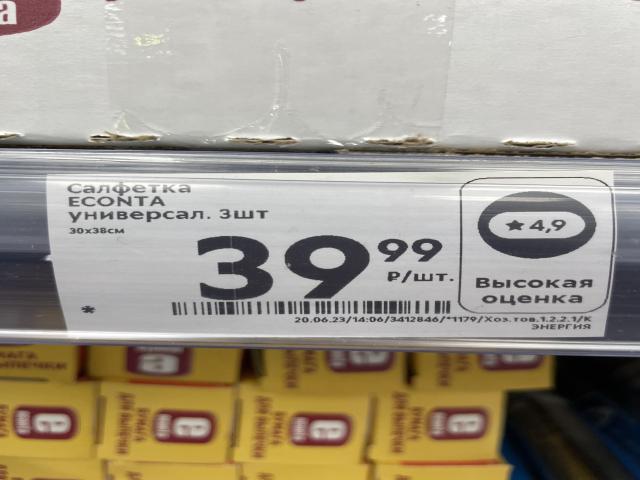 a
Салфетка
ECONTA
универсал. 3шт
30х38см
39 99
₽/шт.
★ 4,9
Высокая
оценка
*
20.06.23/14:06/3412846/*1179/Хоз.тов.1.2.2.1/К
ЭНЕРГИЯ
e
e
e
e